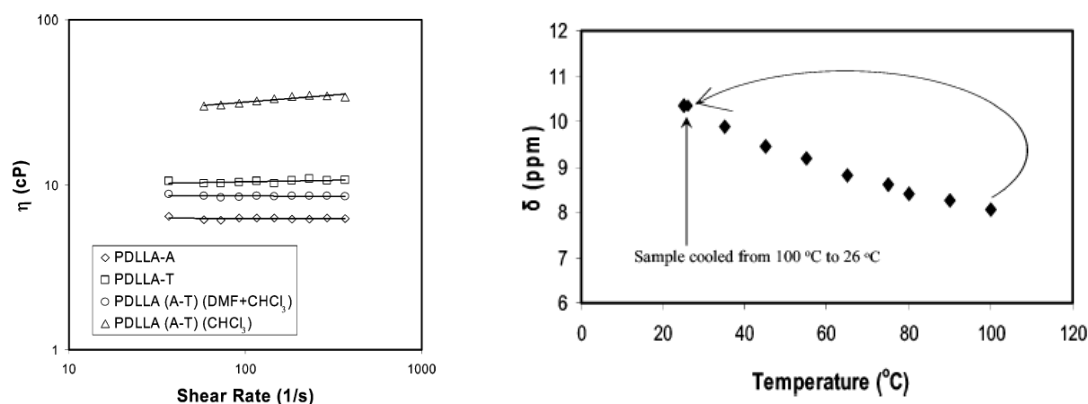 100
10
1
η (cP)
PDLLA-A
PDLLA-T
PDLLA (A-T) (DMF+CHCl₃)
PDLLA (A-T) (CHCl₃)
10 100 1000
Shear Rate (1/s)
12
11
10
9
8
7
6
δ (ppm)
Sample cooled from 100 °C to 26 °C
0 20 40 60 80 100 120
Temperature (°C)